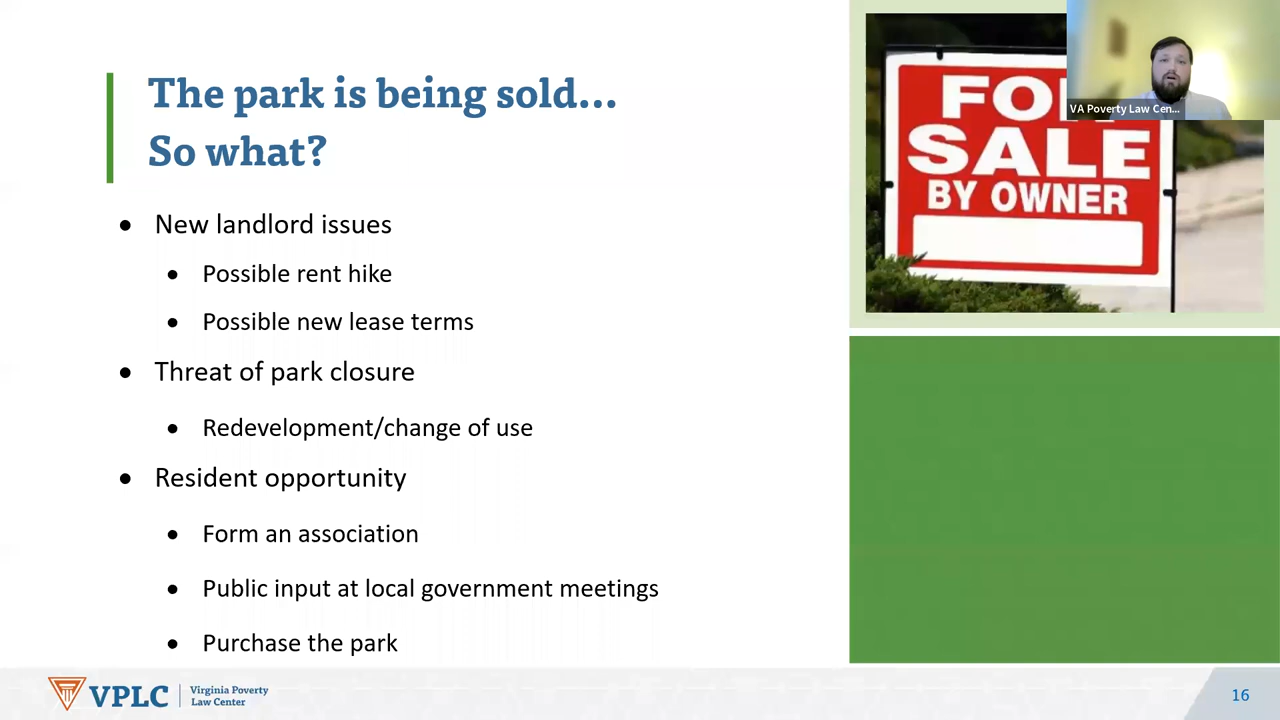 The park is being sold...
So what?
• New landlord issues
• Possible rent hike
• Possible new lease terms
• Threat of park closure
• Redevelopment/change of use
• Resident opportunity
• Form an association
• Public input at local government meetings
• Purchase the park
FOR
SALE
BY OWNER
VA Poverty Law Cen...
VPLC
Virginia Poverty
Law Center
16